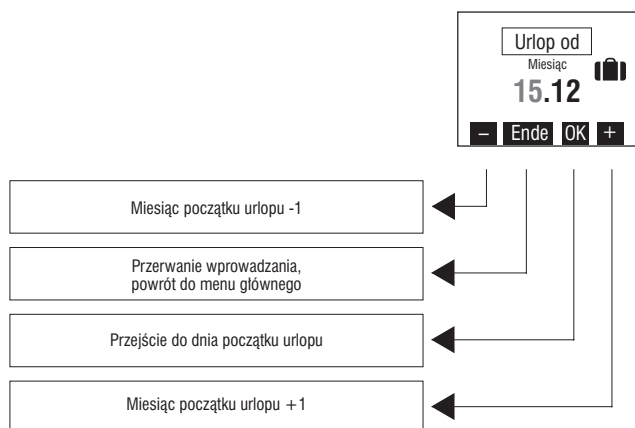 Urlop od
Miesiąc
15.12
– Ende OK +
Miesiąc początku urlopu -1
Przerwanie wprowadzania,
powrót do menu głównego
Przejście do dnia początku urlopu
Miesiąc początku urlopu +1